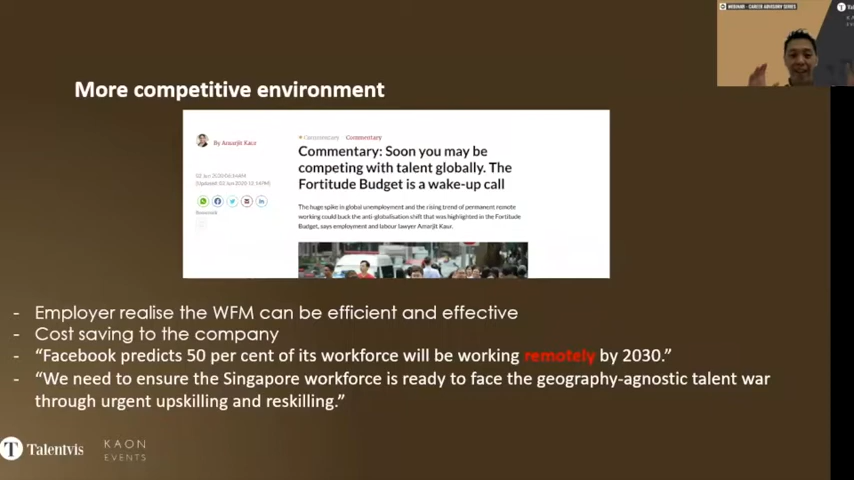 WEBINAR - CAREER ADVISORY SERIES
More competitive environment
By Amarjit Kaur
Commentary Commentary
Commentary: Soon you may be
competing with talent globally. The
Fortitude Budget is a wake-up call
The huge spike in global unemployment and the rising trend of permanent remote
working could buck the anti-globalisation shift that was highlighted in the Fortitude
Budget, says employment and labour lawyer Amarjit Kaur.
- Employer realise the WFM can be efficient and effective
- Cost saving to the company
- “Facebook predicts 50 per cent of its workforce will be working remotely by 2030.”
- “We need to ensure the Singapore workforce is ready to face the geography-agnostic talent war
through urgent upskilling and reskilling.”
T Talentvis
KAON
EVENTS